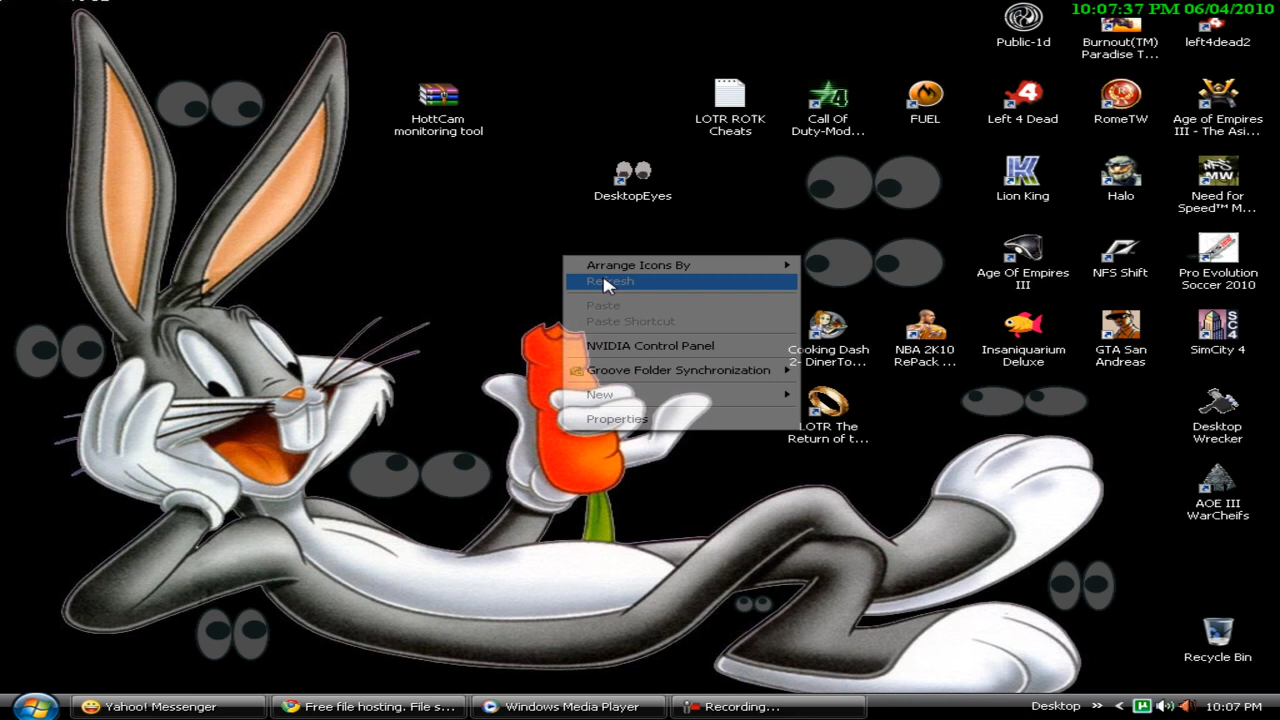 10:07:37 PM 06/04/2010
Public-1d
Burnout(TM)
Paradise T...
left4dead2
HottCam
monitoring tool
LOTR ROTK
Cheats
Call Of
Duty-Mod...
FUEL
Left 4 Dead
RomeTW
Age of Empires
III - The Asi...
DesktopEyes
Lion King
Halo
Need for
Speed™ M...
Arrange Icons By
Refresh
Paste
Paste Shortcut
NVIDIA Control Panel
Groove Folder Synchronization
New
Properties
Age Of Empires
III
NFS Shift
Pro Evolution
Soccer 2010
Cooking Dash
2- DinerTo...
NBA 2K10
RePack ...
Insaniquarium
Deluxe
GTA San
Andreas
SimCity 4
LOTR The
Return of t...
Desktop
Wrecker
AOE III
WarCheifs
Recycle Bin
Yahoo! Messenger
Free file hosting. File s...
Windows Media Player
Recording...
Desktop
10:07 PM